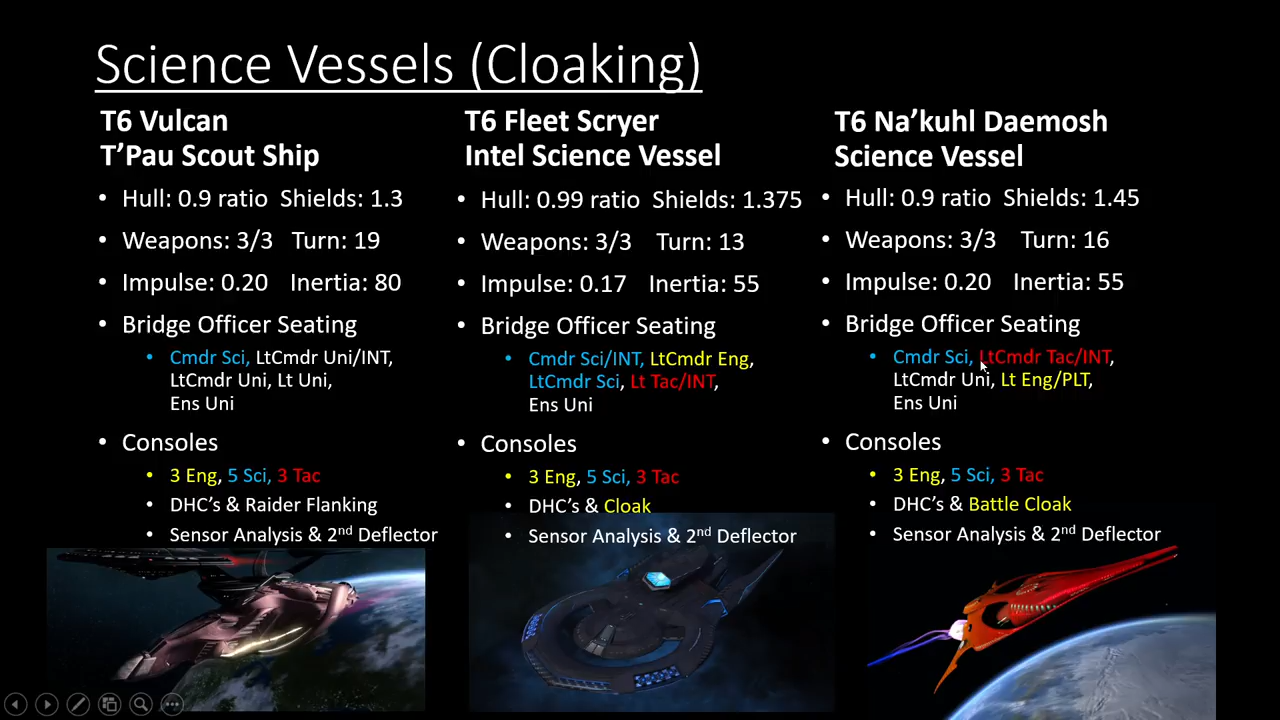 Science Vessels (Cloaking)
T6 Vulcan
T'Pau Scout Ship
• Hull: 0.9 ratio Shields: 1.3
• Weapons: 3/3 Turn: 19
• Impulse: 0.20 Inertia: 80
• Bridge Officer Seating
• Cmdr Sci, LtCmdr Uni/INT,
LtCmdr Uni, Lt Uni,
Ens Uni
• Consoles
• 3 Eng, 5 Sci, 3 Tac
• DHC's & Raider Flanking
• Sensor Analysis & 2nd Deflector
T6 Fleet Scryer
Intel Science Vessel
• Hull: 0.99 ratio Shields: 1.375
• Weapons: 3/3 Turn: 13
• Impulse: 0.17 Inertia: 55
• Bridge Officer Seating
• Cmdr Sci/INT, LtCmdr Eng,
LtCmdr Sci, Lt Tac/INT,
Ens Uni
• Consoles
• 3 Eng, 5 Sci, 3 Tac
• DHC's & Cloak
• Sensor Analysis & 2nd Deflector
T6 Na'kuhl Daemosh
Science Vessel
• Hull: 0.9 ratio Shields: 1.45
• Weapons: 3/3 Turn: 16
• Impulse: 0.20 Inertia: 55
• Bridge Officer Seating
• Cmdr Sci, LtCmdr Tac/INT,
LtCmdr Uni, Lt Eng/PLT,
Ens Uni
• Consoles
• 3 Eng, 5 Sci, 3 Tac
• DHC's & Battle Cloak
• Sensor Analysis & 2nd Deflector